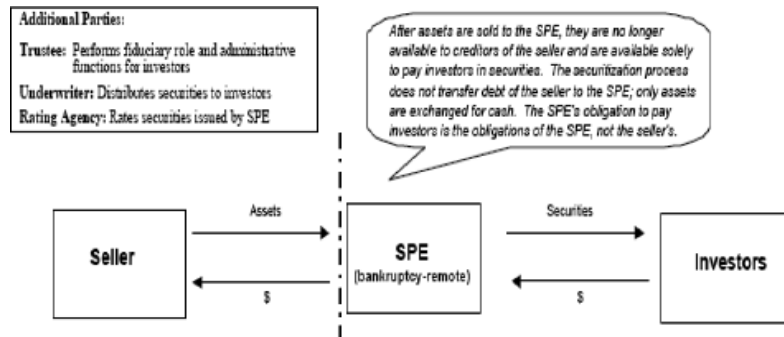 Additional Parties:
Trustee: Performs fiduciary role and administrative
functions for investors
Underwriter: Distributes securities to investors
Rating Agency: Rates securities issued by SPE
After assets are sold to the SPE, they are no longer
available to creditors of the seller and are available solely
to pay investors in securities. The securitization process
does not transfer debt of the seller to the SPE; only assets
are exchanged for cash. The SPE's obligation to pay
investors is the obligations of the SPE, not the seller's.
Seller
Assets
$
SPE
(bankruptcy-remote)
Securities
$
Investors